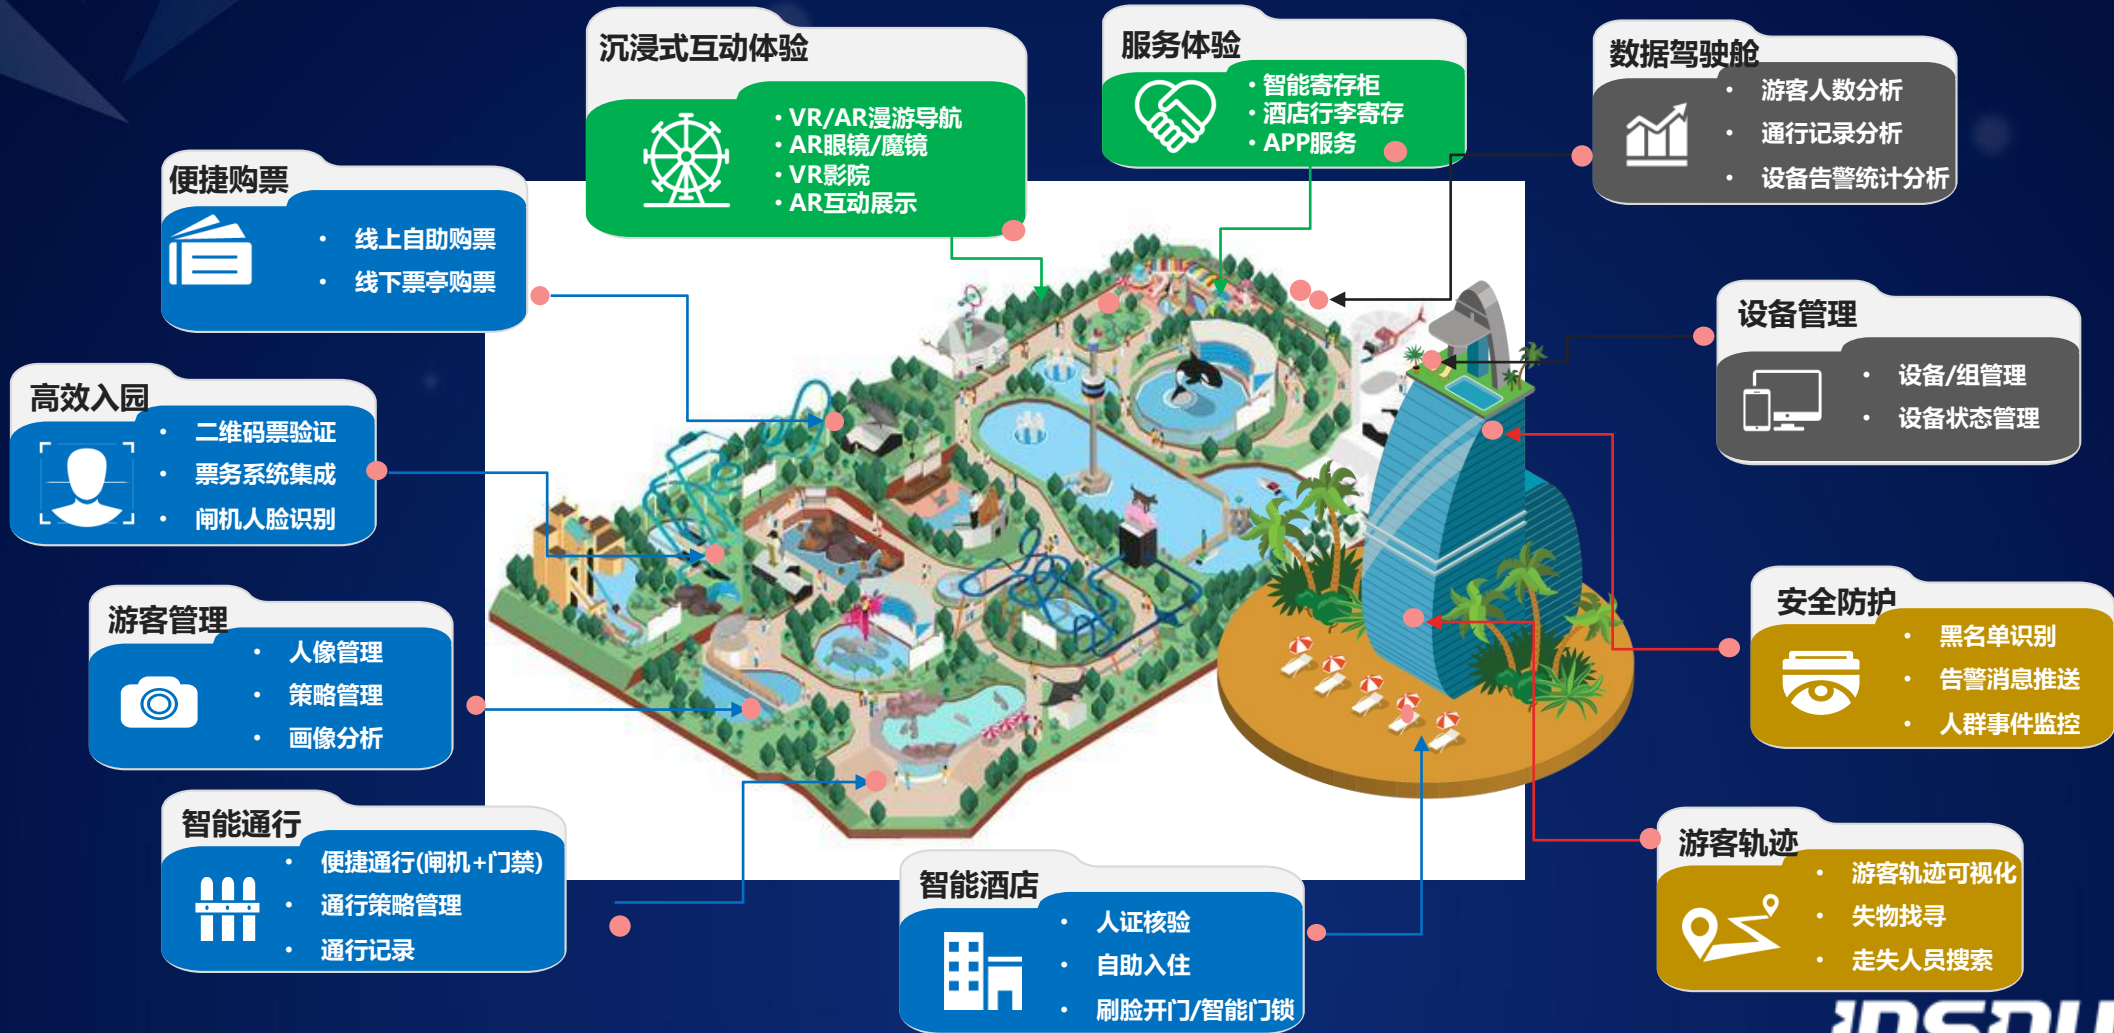 沉浸式互动体验
• VR/AR漫游导航
• AR眼镜/魔镜
• VR影院
• AR互动展示
服务体验
• 智能寄存柜
• 酒店行李寄存
• APP服务
数据驾驶舱
• 游客人数分析
• 通行记录分析
• 设备告警统计分析
便捷购票
• 线上自助购票
• 线下票亭购票
设备管理
• 设备/组管理
• 设备状态管理
高效入园
• 二维码票验证
• 票务系统集成
• 闸机人脸识别
游客管理
• 人像管理
• 策略管理
• 画像分析
安全防护
• 黑名单识别
• 告警消息推送
• 人群事件监控
智能通行
• 便捷通行(闸机+门禁)
• 通行策略管理
• 通行记录
智能酒店
• 人证核验
• 自助入住
• 刷脸开门/智能门锁
游客轨迹
• 游客轨迹可视化
• 失物找寻
• 走失人员搜索